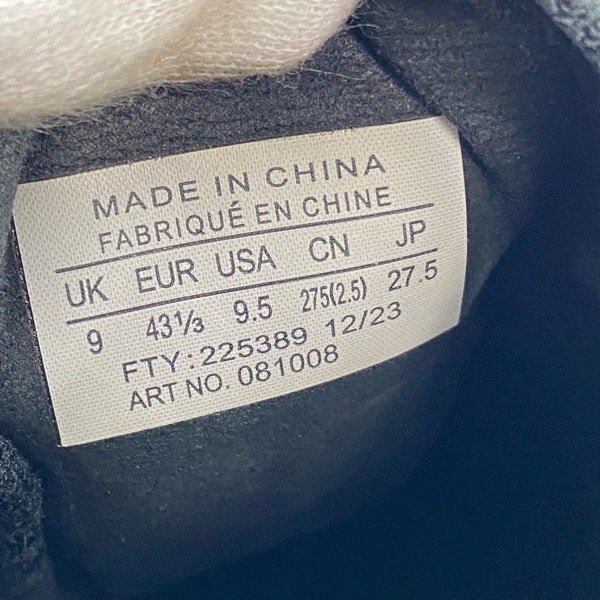 MADE IN CHINA
FABRIQUÉ EN CHINE
UK EUR USA CN JP
9 43⅓ 9.5 275(2.5) 27.5
FTY: 225389 12/23
ART NO. 081008